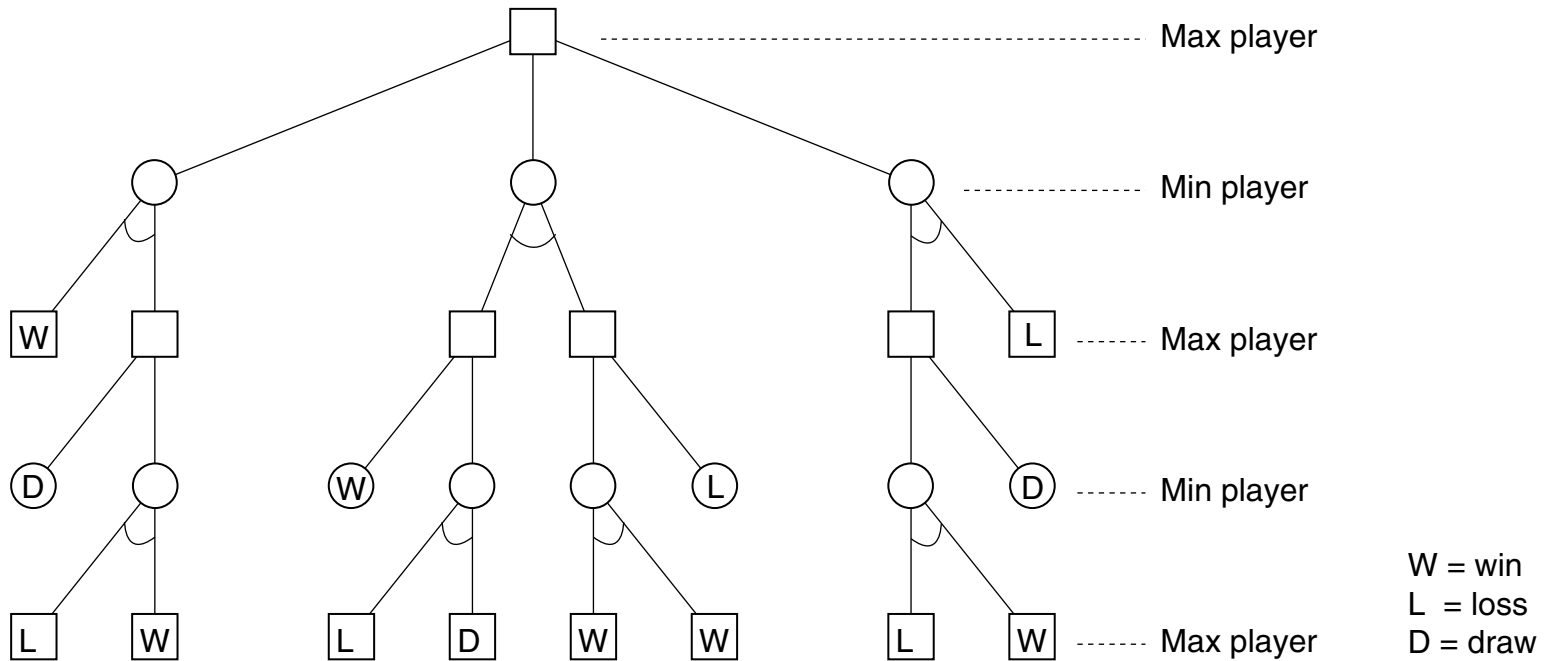 Max player
Min player
W
L
Max player
D
W
L
D
Min player
W = win
L = loss
L
W
L
D
W
W
L
W
Max player
D = draw